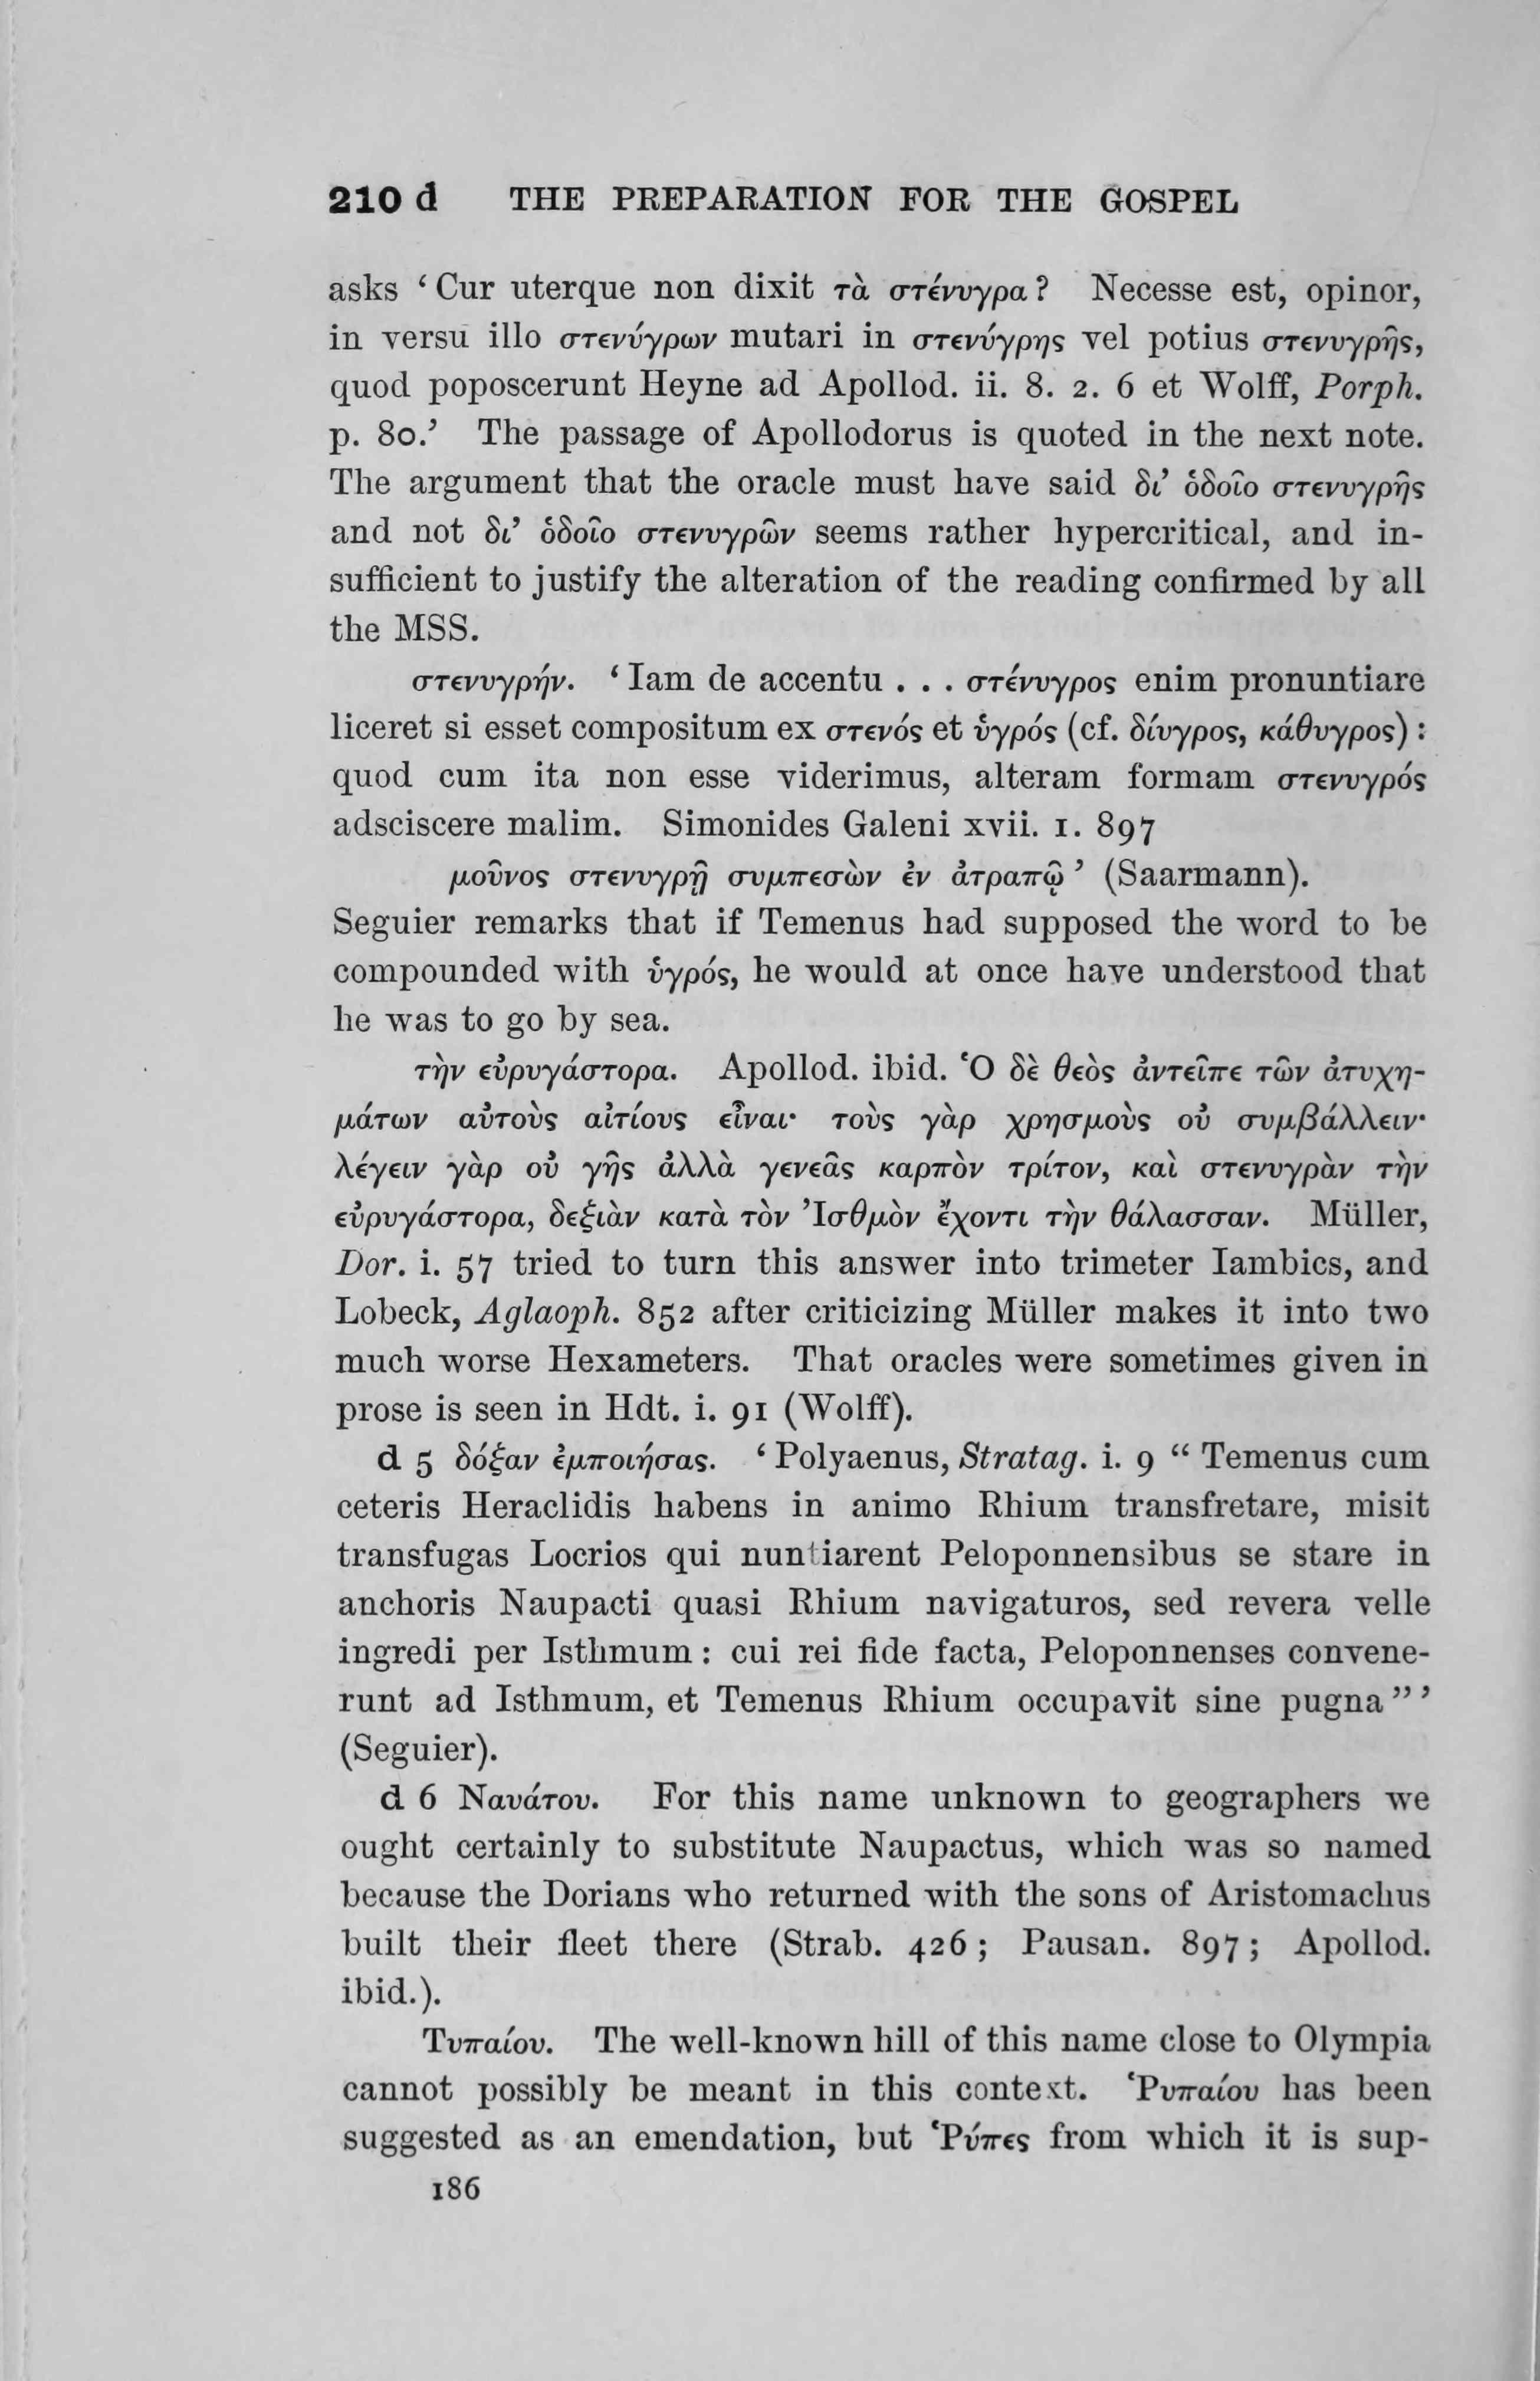 210 d THE PREPARATION FOR THE GOSPEL
asks ‘ Cur uterque non dixit τὰ στένυγρα ? Necesse est, opinor,
in versu illo στενύγρων mutari in στενύγρης vel potius στενυγρῆς,
quod poposcerunt Heyne ad Apollod. ii. 8. 2. 6 et Wolff, Porph.
p. 80.’ The passage of Apollodorus is quoted in the next note.
The argument that the oracle must have said δι’ ὁδοῖο στενυγρῆς
and not δι’ ὁδοῖο στενυγρῶν seems rather hypercritical, and in-
sufficient to justify the alteration of the reading confirmed by all
the MSS.
στενυγρήν. ‘ Iam de accentu . . . στένυγρος enim pronuntiare
liceret si esset compositum ex στενός et ὑγρός (cf. δίυγρος, κάθυγρος) :
quod cum ita non esse viderimus, alteram formam στενυγρός
adsciscere malim. Simonides Galeni xvii. 1. 897
μοῦνος στενυγρῇ συμπεσὼν ἐν ἀτραπῷ ’ (Saarmann).
Seguier remarks that if Temenus had supposed the word to be
compounded with ὑγρός, he would at once have understood that
he was to go by sea.
τὴν εὐρυγάστορα. Apollod. ibid. Ὁ δὲ θεὸς ἀντεῖπε τῶν ἀτυχη-
μάτων αὐτοὺς αἰτίους εἶναι· τοὺς γὰρ χρησμοὺς οὐ συμβάλλειν·
λέγειν γὰρ οὐ γῆς ἀλλὰ γενεᾶς καρπὸν τρίτον, καὶ στενυγρὰν τὴν
εὐρυγάστορα, δεξιὰν κατὰ τὸν Ἰσθμὸν ἔχοντι τὴν θάλασσαν. Müller,
Dor. i. 57 tried to turn this answer into trimeter Iambics, and
Lobeck, Aglaoph. 852 after criticizing Müller makes it into two
much worse Hexameters. That oracles were sometimes given in
prose is seen in Hdt. i. 91 (Wolff).
d 5 δόξαν ἐμποιήσας. ‘ Polyaenus, Stratag. i. 9 “ Temenus cum
ceteris Heraclidis habens in animo Rhium transfretare, misit
transfugas Locrios qui nuntiarent Peloponnensibus se stare in
anchoris Naupacti quasi Rhium navigaturos, sed revera velle
ingredi per Isthmum : cui rei fide facta, Peloponnenses convene-
runt ad Isthmum, et Temenus Rhium occupavit sine pugna ” ’
(Seguier).
d 6 Ναυάτου. For this name unknown to geographers we
ought certainly to substitute Naupactus, which was so named
because the Dorians who returned with the sons of Aristomachus
built their fleet there (Strab. 426 ; Pausan. 897 ; Apollod.
ibid.).
Τυπαίου. The well-known hill of this name close to Olympia
cannot possibly be meant in this context. Ῥυπαίου has been
suggested as an emendation, but Ῥύπες from which it is sup-
186